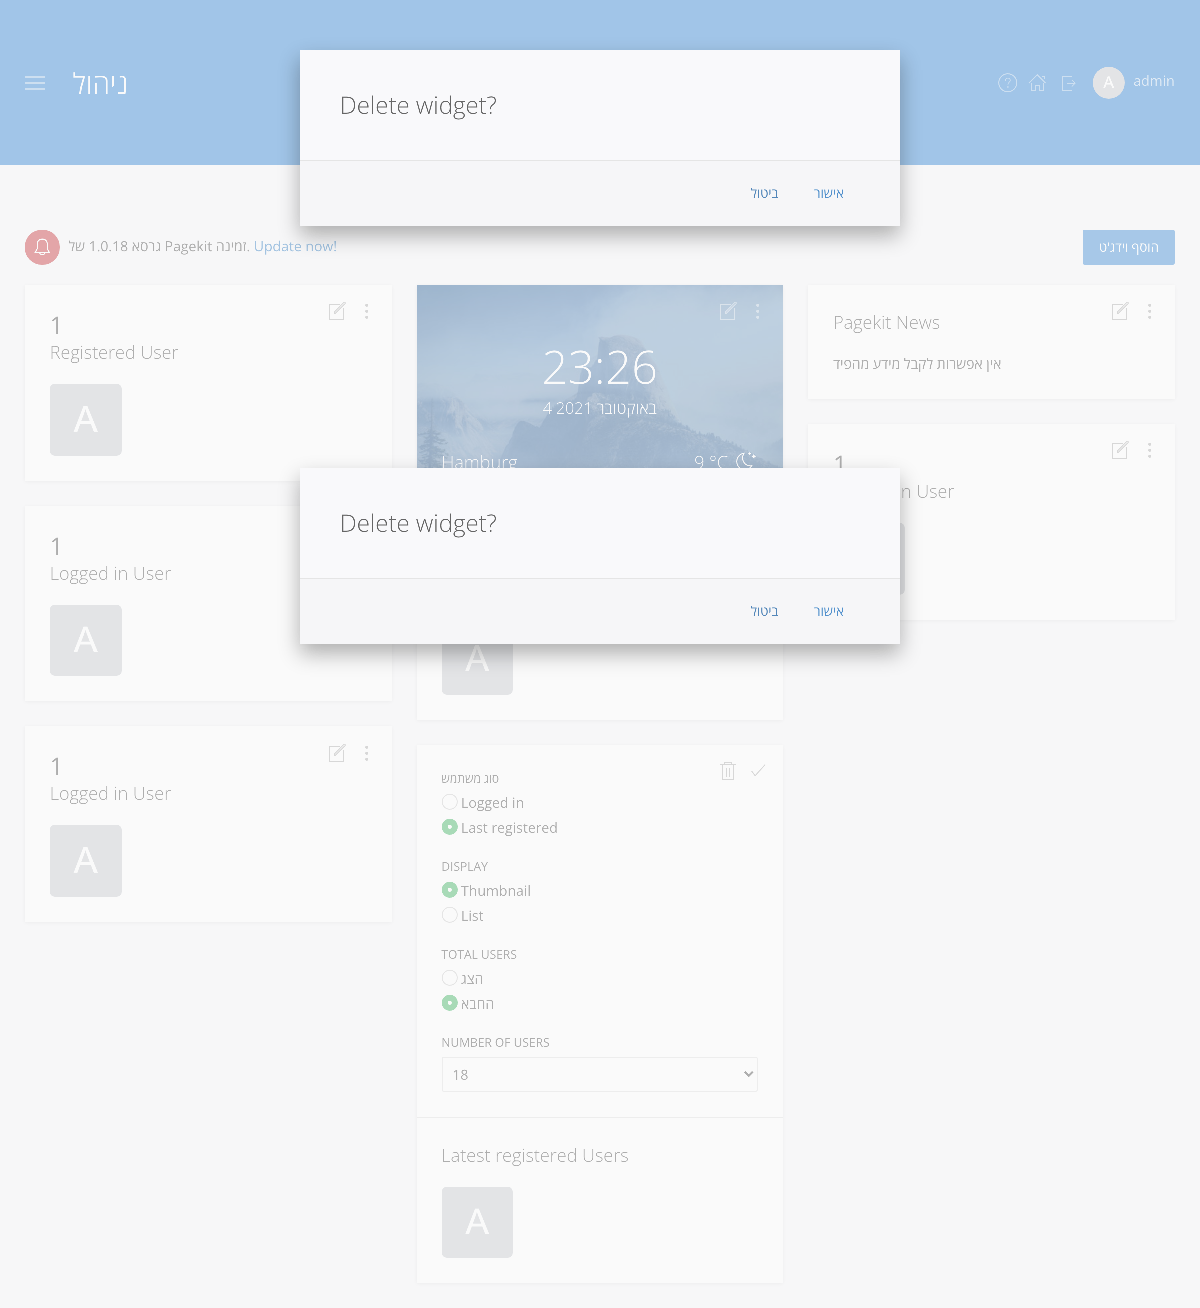 ניהול
A admin
Delete widget?
ביטול אישור
גרסא 1.0.18 של Pagekit זמינה. Update now!
הוסף וידג'ט
1
Registered User
A
1
Logged in User
A
1
Logged in User
A
23:26
4 באוקטובר 2021
Hamburg 9 °C
Delete widget?
ביטול אישור
A
סוג משתמש
Logged in
Last registered
DISPLAY
Thumbnail
List
TOTAL USERS
הצג
החבא
NUMBER OF USERS
18
Latest registered Users
A
Pagekit News
אין אפשרות לקבל מידע מהפיד
1
User